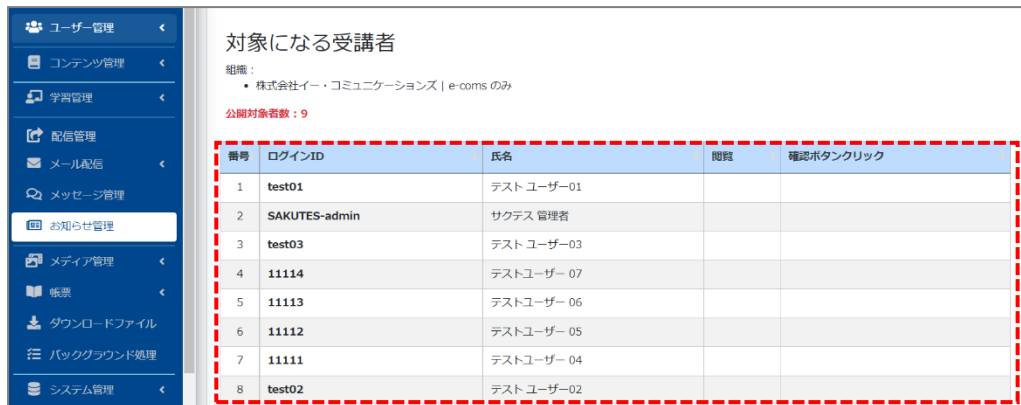 ユーザー管理
コンテンツ管理
学習管理
配信管理
メール配信
メッセージ管理
お知らせ管理
メディア管理
帳票
ダウンロードファイル
バックグラウンド処理
システム管理
対象になる受講者
組織：
株式会社イー・コミュニケーションズ | e-coms のみ
公開対象者数：9
番号 ログインID 氏名 閲覧 確認ボタンクリック
1 test01 テスト ユーザー01
2 SAKUTES-admin サクテス 管理者
3 test03 テスト ユーザー03
4 11114 テストユーザー 07
5 11113 テストユーザー 06
6 11112 テストユーザー 05
7 11111 テストユーザー 04
8 test02 テスト ユーザー02